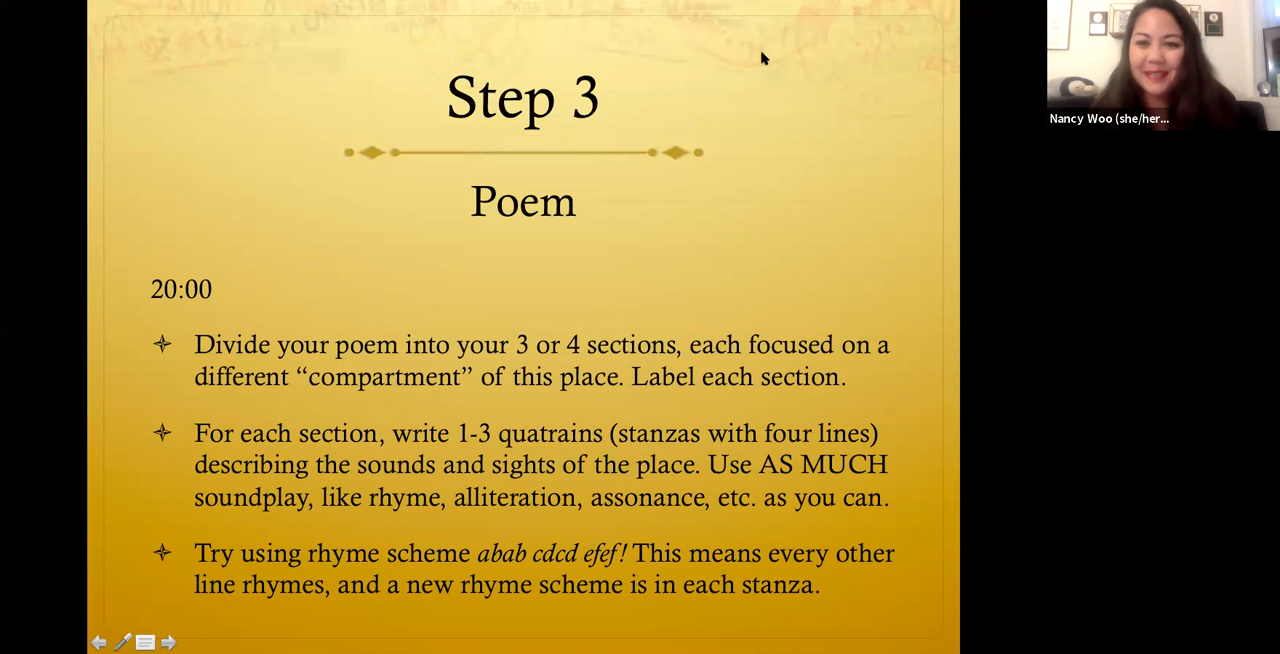 Step 3
Poem
20:00
Divide your poem into your 3 or 4 sections, each focused on a
different “compartment” of this place. Label each section.
For each section, write 1-3 quatrains (stanzas with four lines)
describing the sounds and sights of the place. Use AS MUCH
soundplay, like rhyme, alliteration, assonance, etc. as you can.
Try using rhyme scheme abab cdcd efef! This means every other
line rhymes, and a new rhyme scheme is in each stanza.
Nancy Woo (she/her...